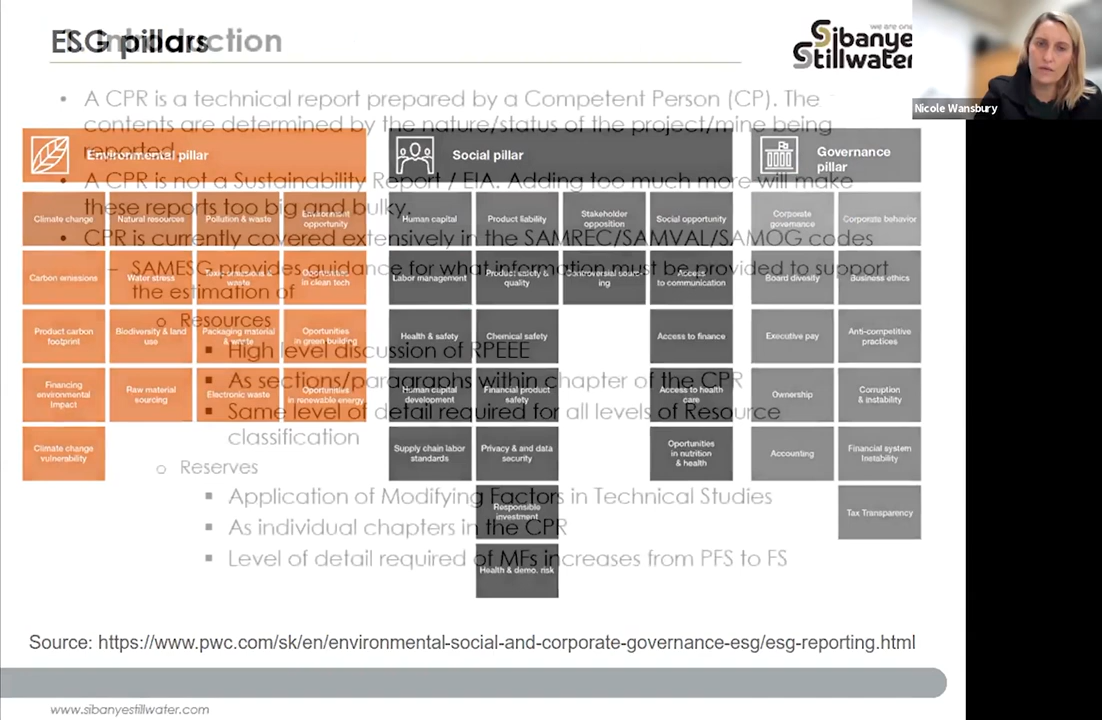 ESG pillars
Introduction
we are one
Sibanye
Stillwater
Nicole Wansbury
• A CPR is a technical report prepared by a Competent Person (CP). The
contents are determined by the nature/status of the project/mine being
reported
• A CPR is not a Sustainability Report / EIA. Adding too much more will make
these reports too big and bulky.
• CPR is currently covered extensively in the SAMREC/SAMVAL/SAMOG codes
– SAMESG provides guidance for what information must be provided to support
the estimation of
o Resources
▪ High level discussion of RPEEE
▪ As sections/paragraphs within chapter of the CPR
▪ Same level of detail required for all levels of Resource
classification
o Reserves
▪ Application of Modifying Factors in Technical Studies
▪ As individual chapters in the CPR
▪ Level of detail required of MFs increases from PFS to FS
Environmental pillar
Climate change
Natural resources
Pollution & waste
Environment
opportunity
Carbon emissions
Water stress
Toxic emissions &
waste
Oportunities
in clean tech
Product carbon
footprint
Biodiversity & land
use
Packaging material
& waste
Oportunities
in green building
Financing
environmental
Impact
Raw material
sourcing
Electronic waste
Oportunities
in renewable energy
Climate change
vulnerability
Social pillar
Human capital
Product liability
Stakeholder
opposition
Social opportunity
Labor management
Product safety &
quality
Controversial sourc-
ing
Access
to communication
Health & safety
Chemical safety
Access to finance
Human capital
development
Financial product
safety
Access to health
care
Supply chain labor
standards
Privacy & and data
security
Oportunities
in nutrition
& health
Responsible
investment
Health & demo. risk
Governance
pillar
Corporate
governance
Corporate behavior
Board divestly
Business ethics
Executive pay
Anti-competitive
practices
Ownership
Corruption
& instability
Accounting
Financial system
Instability
Tax Transparency
Source: https://www.pwc.com/sk/en/environmental-social-and-corporate-governance-esg/esg-reporting.html
www.sibanyestillwater.com